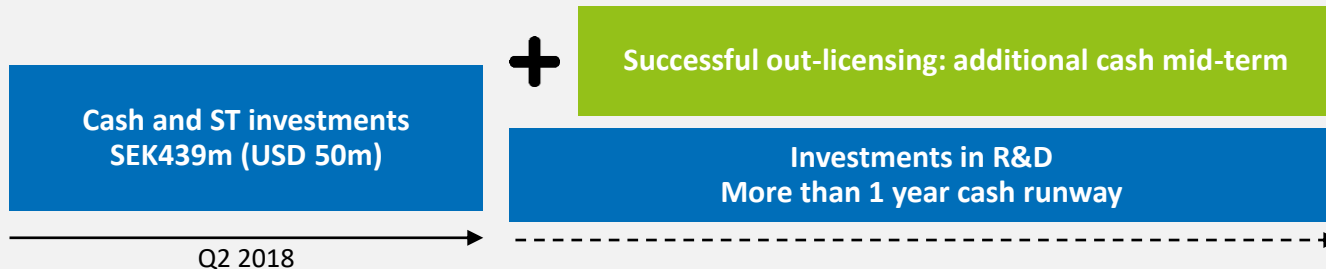 Cash and ST investments
SEK439m (USD 50m)
Q2 2018
+
Successful out-licensing: additional cash mid-term
Investments in R&D
More than 1 year cash runway